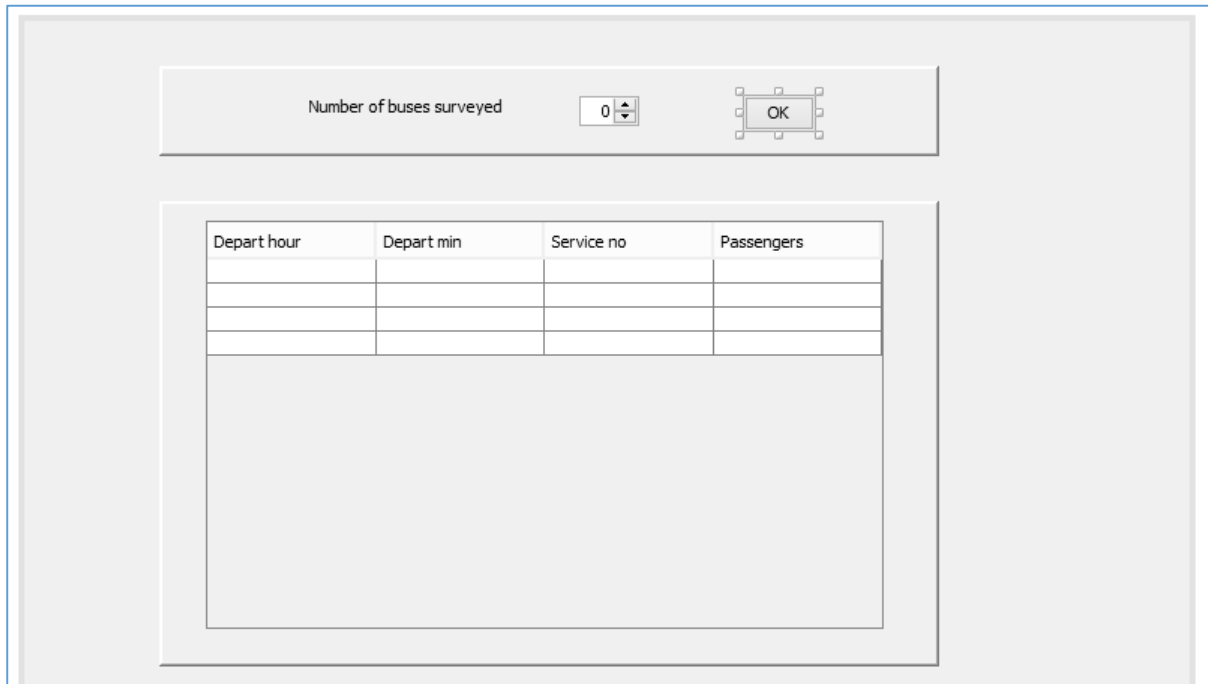 Number of buses surveyed 0 OK
Depart hour Depart min Service no Passengers